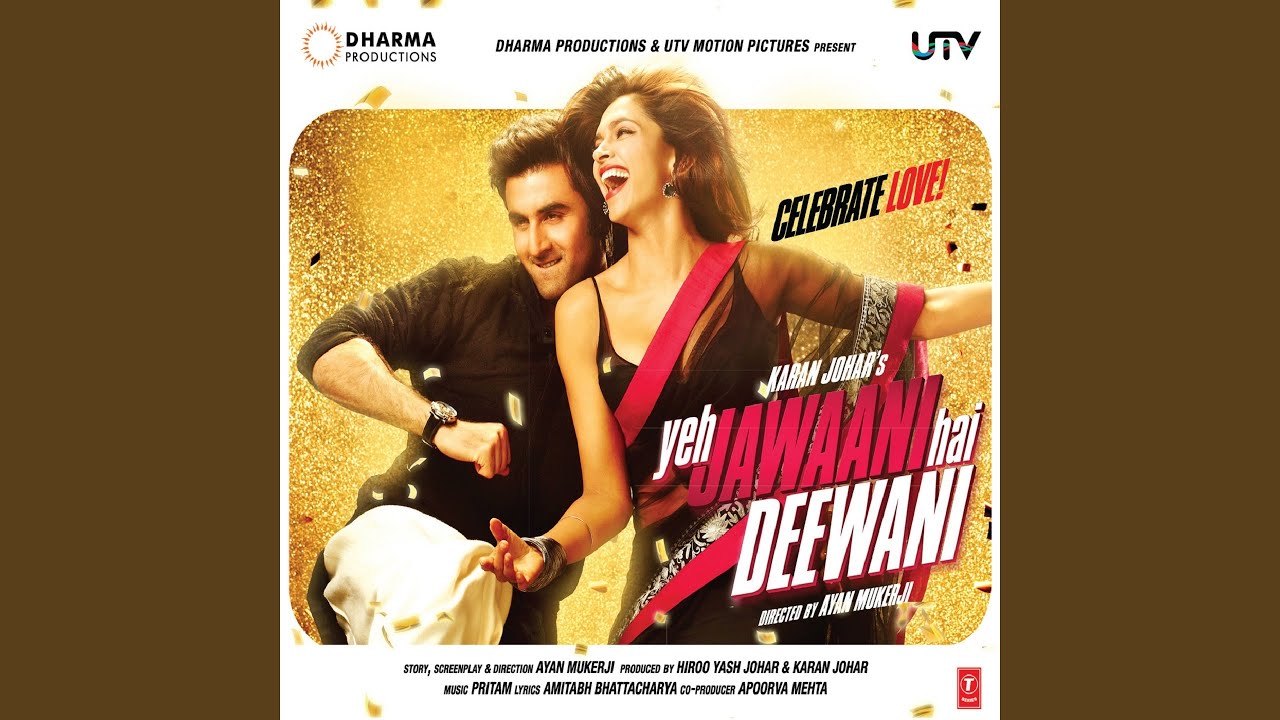 DHARMA
PRODUCTIONS
DHARMA PRODUCTIONS & UTV MOTION PICTURES PRESENT
UTV
CELEBRATE LOVE!
KARAN JOHAR'S
yeh JAWAANI hai
DEEWANI
DIRECTED BY AYAN MUKERJI
STORY, SCREENPLAY & DIRECTION AYAN MUKERJI PRODUCED BY HIROO YASH JOHAR & KARAN JOHAR
MUSIC PRITAM LYRICS AMITABH BHATTACHARYA CO-PRODUCER APOORVA MEHTA
T
SERIES